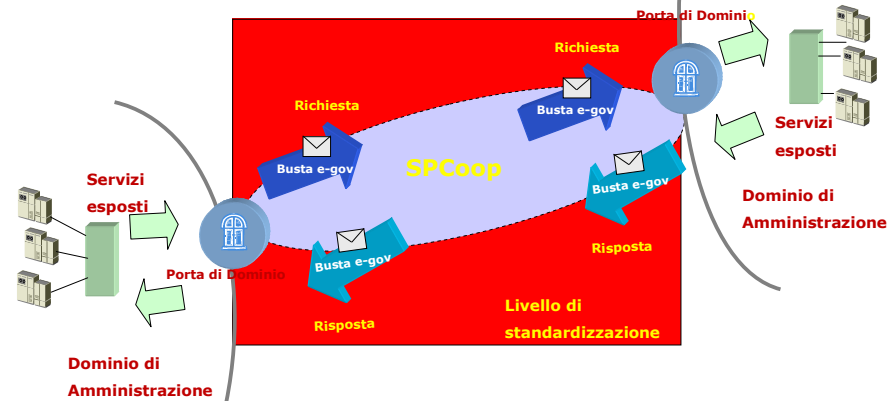 Porta di Dominio
Richiesta
Busta e-gov
Servizi
esposti
Dominio di
Amministrazione
Richiesta
Busta e-gov
SPCoop
Busta e-gov
Risposta
Servizi
esposti
Porta di Dominio
Busta e-gov
Risposta
Livello di
standardizzazione
Dominio di
Amministrazione